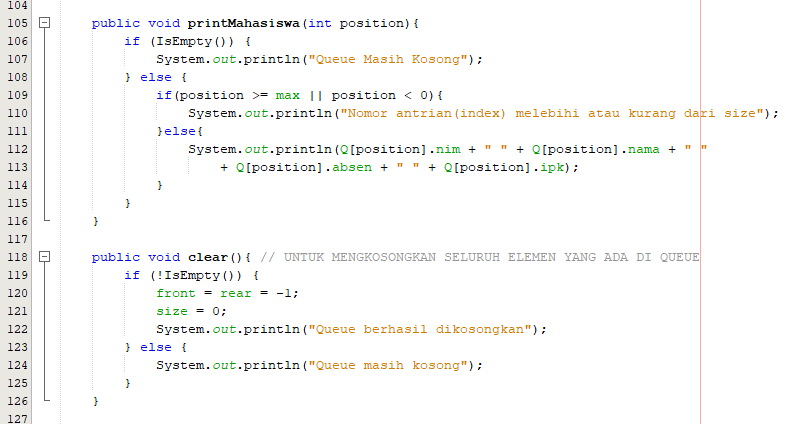 104
105 public void printMahasiswa(int position){
106 if (IsEmpty()) {
107 System.out.println("Queue Masih Kosong");
108 } else {
109 if(position >= max || position < 0){
110 System.out.println("Nomor antrian(index) melebihi atau kurang dari size");
111 }else{
112 System.out.println(Q[position].nim + " " + Q[position].nama + " "
113 + Q[position].absen + " " + Q[position].ipk);
114 }
115 }
116 }
117
118 public void clear(){ // UNTUK MENGKOSONGKAN SELURUH ELEMEN YANG ADA DI QUEUE
119 if (!IsEmpty()) {
120 front = rear = -1;
121 size = 0;
122 System.out.println("Queue berhasil dikosongkan");
123 } else {
124 System.out.println("Queue masih kosong");
125 }
126 }
127